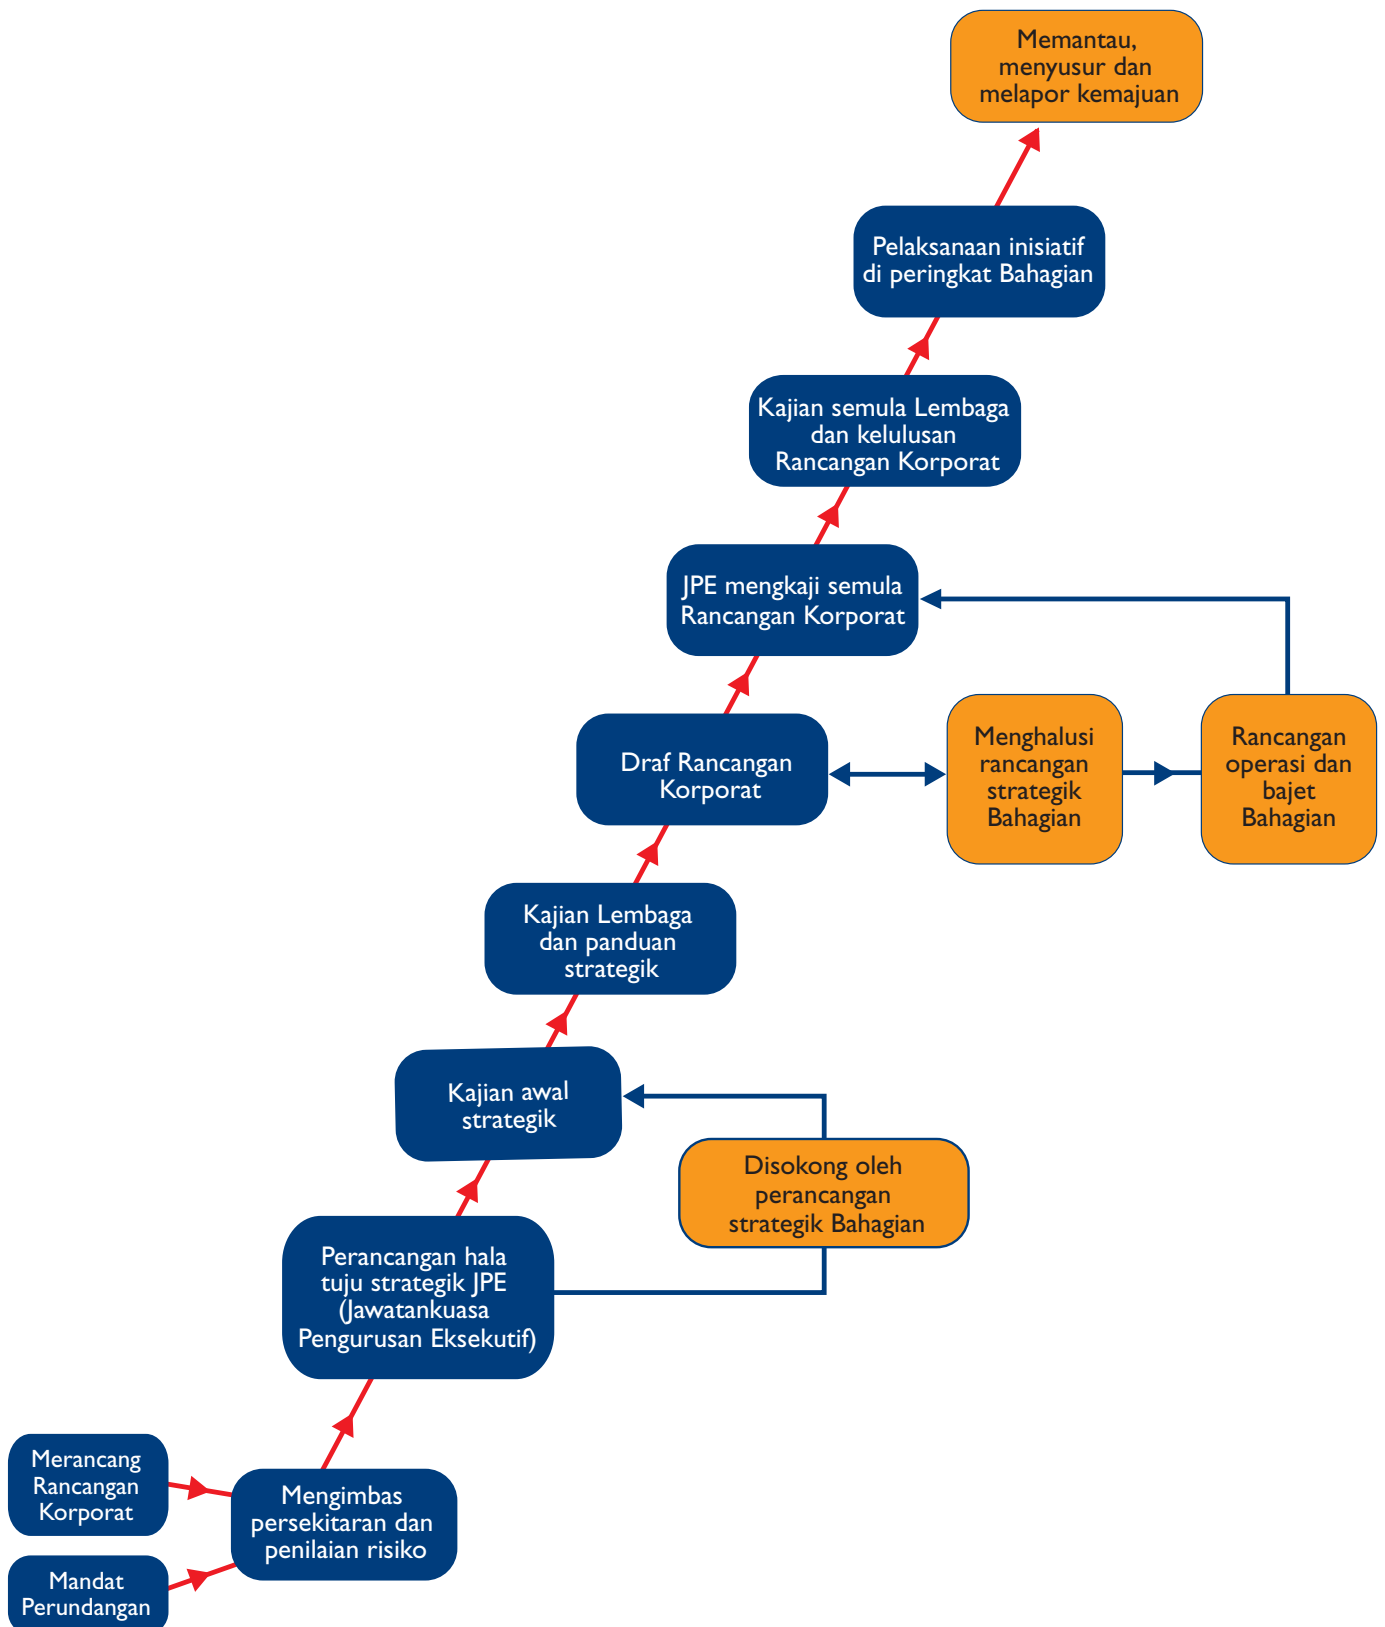 Memantau,
menyusur dan
melapor kemajuan
Pelaksanaan inisiatif
di peringkat Bahagian
Kajian semula Lembaga
dan kelulusan
Rancangan Korporat
JPE mengkaji semula
Rancangan Korporat
Draf Rancangan
Korporat
Menghalusi
rancangan
strategik
Bahagian
Rancangan
operasi dan
bajet
Bahagian
Kajian Lembaga
dan panduan
strategik
Kajian awal
strategik
Disokong oleh
perancangan
strategik Bahagian
Perancangan hala
tuju strategik JPE
(Jawatankuasa
Pengurusan Eksekutif)
Merancang
Rancangan
Korporat
Mengimbas
persekitaran dan
penilaian risiko
Mandat
Perundangan